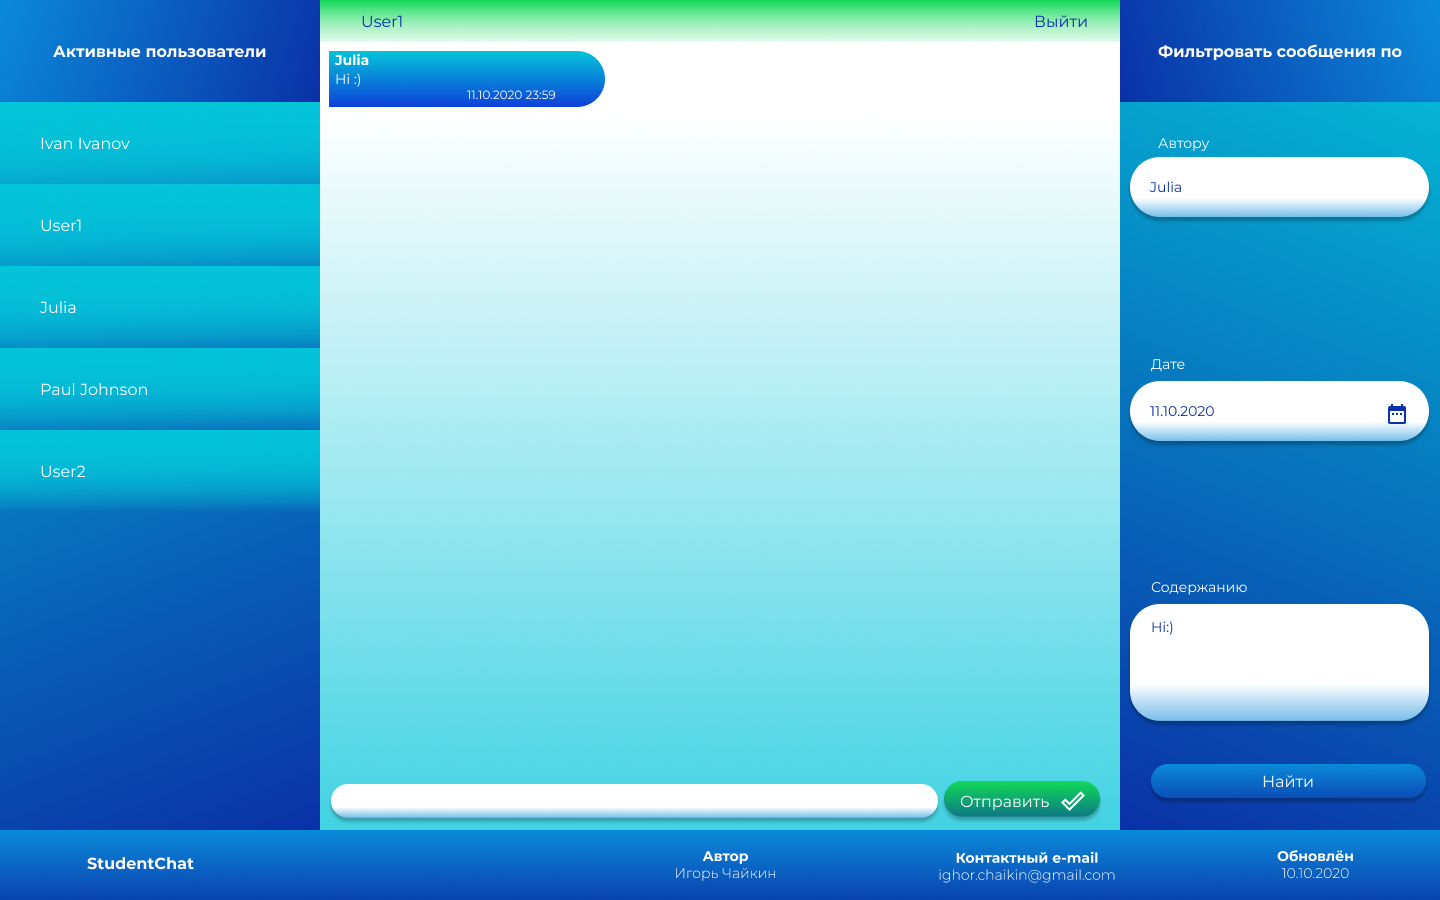 Активные пользователи
Ivan Ivanov
User1
Julia
Paul Johnson
User2
User1
Выйти
Julia
Hi :)
11.10.2020 23:59
Отправить
Фильтровать сообщения по
Автору
Julia
Дате
11.10.2020
Содержанию
Hi:)
Найти
StudentChat
Автор
Игорь Чайкин
Контактный e-mail
ighor.chaikin@gmail.com
Обновлён
10.10.2020